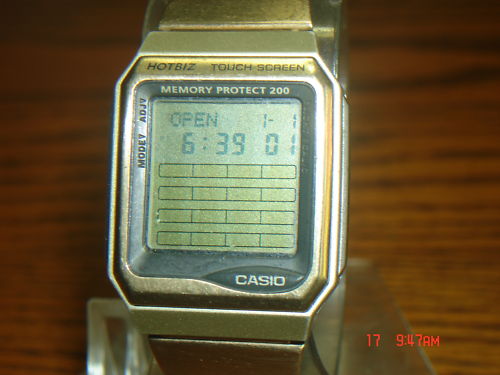 HOTBIZ TOUCH SCREEN
MEMORY PROTECT 200
MODE▼ ADJ▼
OPEN 1- 1
6:39 01
CASIO
17 9:47AM